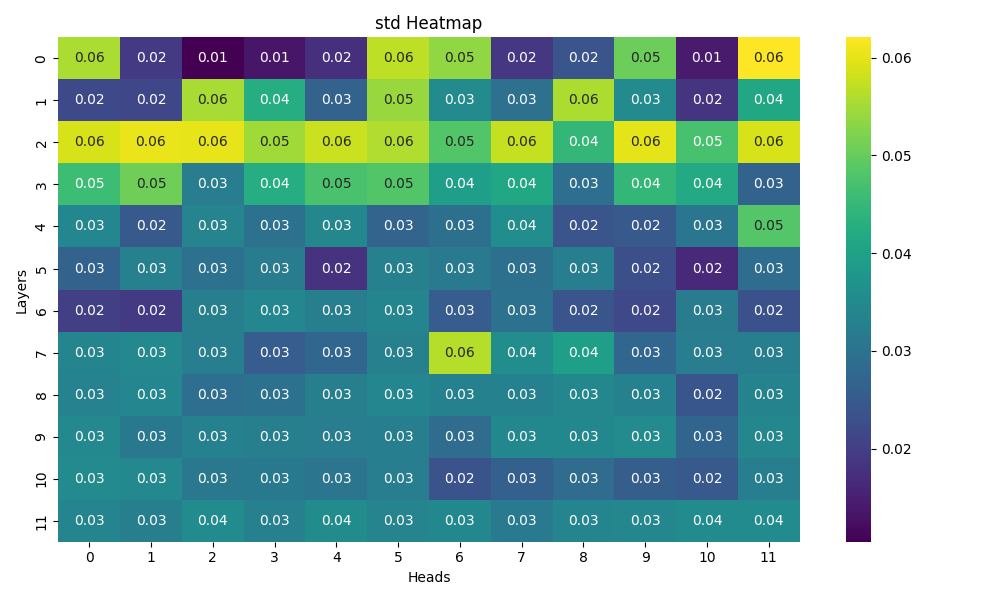 std Heatmap
0 0.06 0.02 0.01 0.01 0.02 0.06 0.05 0.02 0.02 0.05 0.01 0.06
1 0.02 0.02 0.06 0.04 0.03 0.05 0.03 0.03 0.06 0.03 0.02 0.04
2 0.06 0.06 0.06 0.05 0.06 0.06 0.05 0.06 0.04 0.06 0.05 0.06
3 0.05 0.05 0.03 0.04 0.05 0.05 0.04 0.04 0.03 0.04 0.04 0.03
4 0.03 0.02 0.03 0.03 0.03 0.03 0.03 0.04 0.02 0.02 0.03 0.05
5 0.03 0.03 0.03 0.03 0.02 0.03 0.03 0.03 0.03 0.02 0.02 0.03
6 0.02 0.02 0.03 0.03 0.03 0.03 0.03 0.03 0.02 0.02 0.03 0.02
7 0.03 0.03 0.03 0.03 0.03 0.03 0.06 0.04 0.04 0.03 0.03 0.03
8 0.03 0.03 0.03 0.03 0.03 0.03 0.03 0.03 0.03 0.03 0.02 0.03
9 0.03 0.03 0.03 0.03 0.03 0.03 0.03 0.03 0.03 0.03 0.03 0.03
10 0.03 0.03 0.03 0.03 0.03 0.03 0.02 0.03 0.03 0.03 0.02 0.03
11 0.03 0.03 0.04 0.03 0.04 0.03 0.03 0.03 0.03 0.03 0.04 0.04
0 1 2 3 4 5 6 7 8 9 10 11
Heads
Layers
0.06
0.05
0.04
0.03
0.02